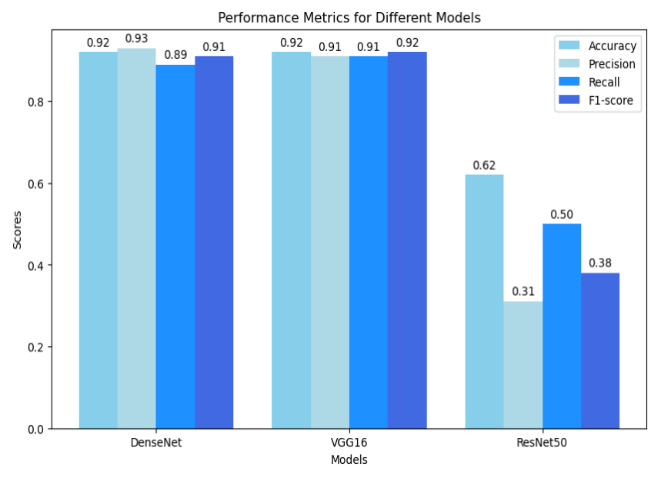 Performance Metrics for Different Models
0.92
0.93
0.89
0.91
0.92
0.91
0.91
0.92
0.62
0.31
0.50
0.38
Accuracy
Precision
Recall
F1-score
Scores
0.8
0.6
0.4
0.2
0.0
DenseNet
VGG16
ResNet50
Models